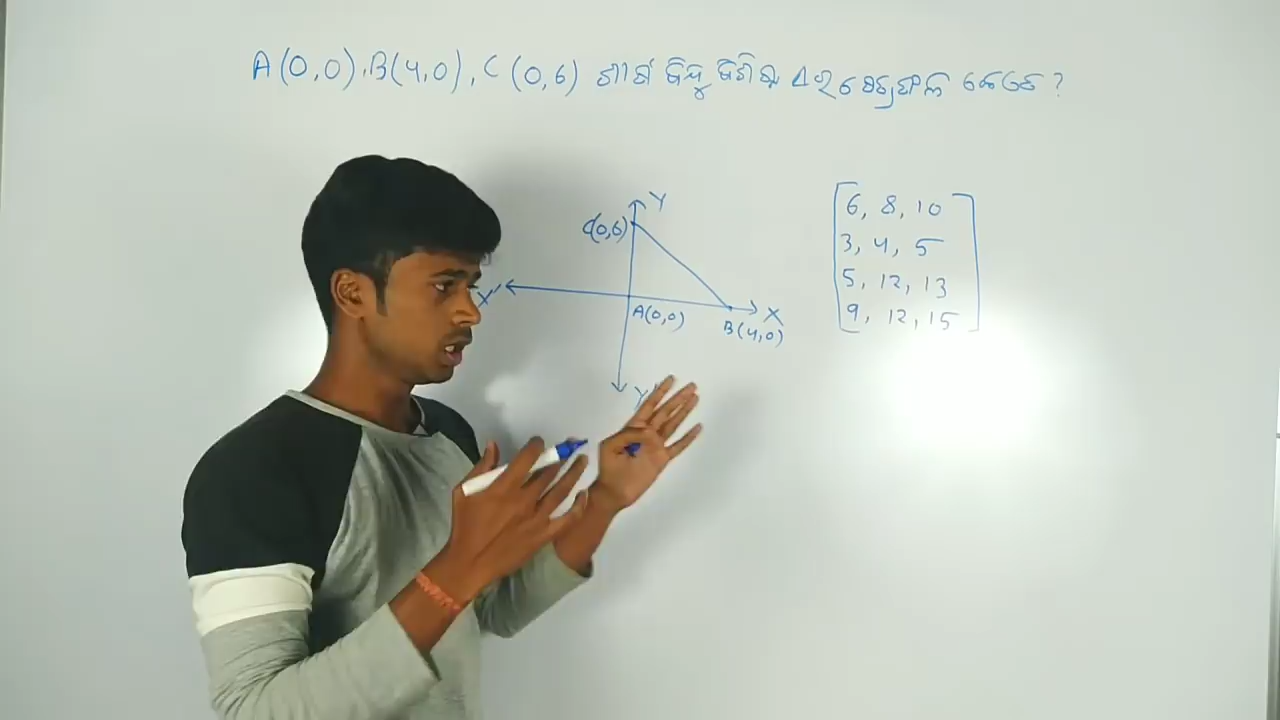 A(0,0), B(4,0), C(0,6) ଶୀର୍ଷ ବିନ୍ଦୁ ବିଶିଷ୍ଟ Δର କ୍ଷେତ୍ରଫଳ କେତେ ?
Y
C(0,6)
X'
X
A(0,0)
B(4,0)
Y'
6, 8, 10
3, 4, 5
5, 12, 13
9, 12, 15